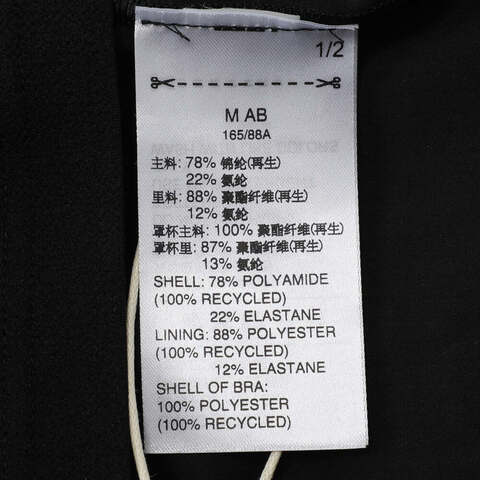 1/2
M AB
165/88A
主料: 78% 锦纶(再生)
22% 氨纶
里料: 88% 聚酯纤维(再生)
12% 氨纶
罩杯主料: 100% 聚酯纤维(再生)
罩杯里: 87% 聚酯纤维(再生)
13% 氨纶
SHELL: 78% POLYAMIDE
(100% RECYCLED)
22% ELASTANE
LINING: 88% POLYESTER
(100% RECYCLED)
12% ELASTANE
SHELL OF BRA:
100% POLYESTER
(100% RECYCLED)